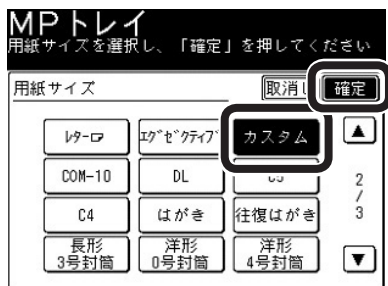 MPトレイ
用紙サイズを選択し、「確定」を押してください
用紙サイズ
取消し
確定
ﾚﾀｰ
ｴｸﾞｾﾞｸﾃｨﾌﾞ
カスタム
COM-10
DL
C5
2
/
3
C4
はがき
往復はがき
長形
3号封筒
洋形
0号封筒
洋形
4号封筒